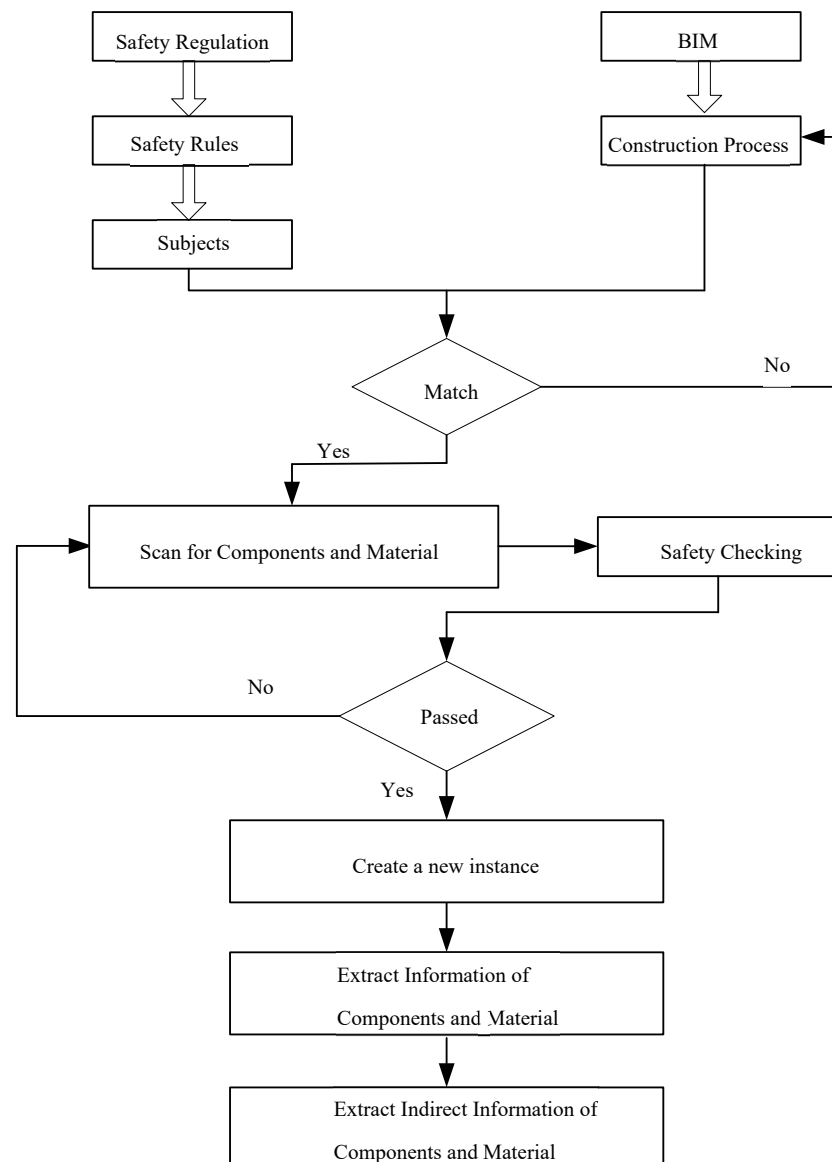 Safety Regulation
BIM
Safety Rules
Construction Process
Subjects
Match
No
Yes
Scan for Components and Material
Safety Checking
No
Passed
Yes
Create a new instance
Extract Information of
Components and Material
Extract Indirect Information of
Components and Material